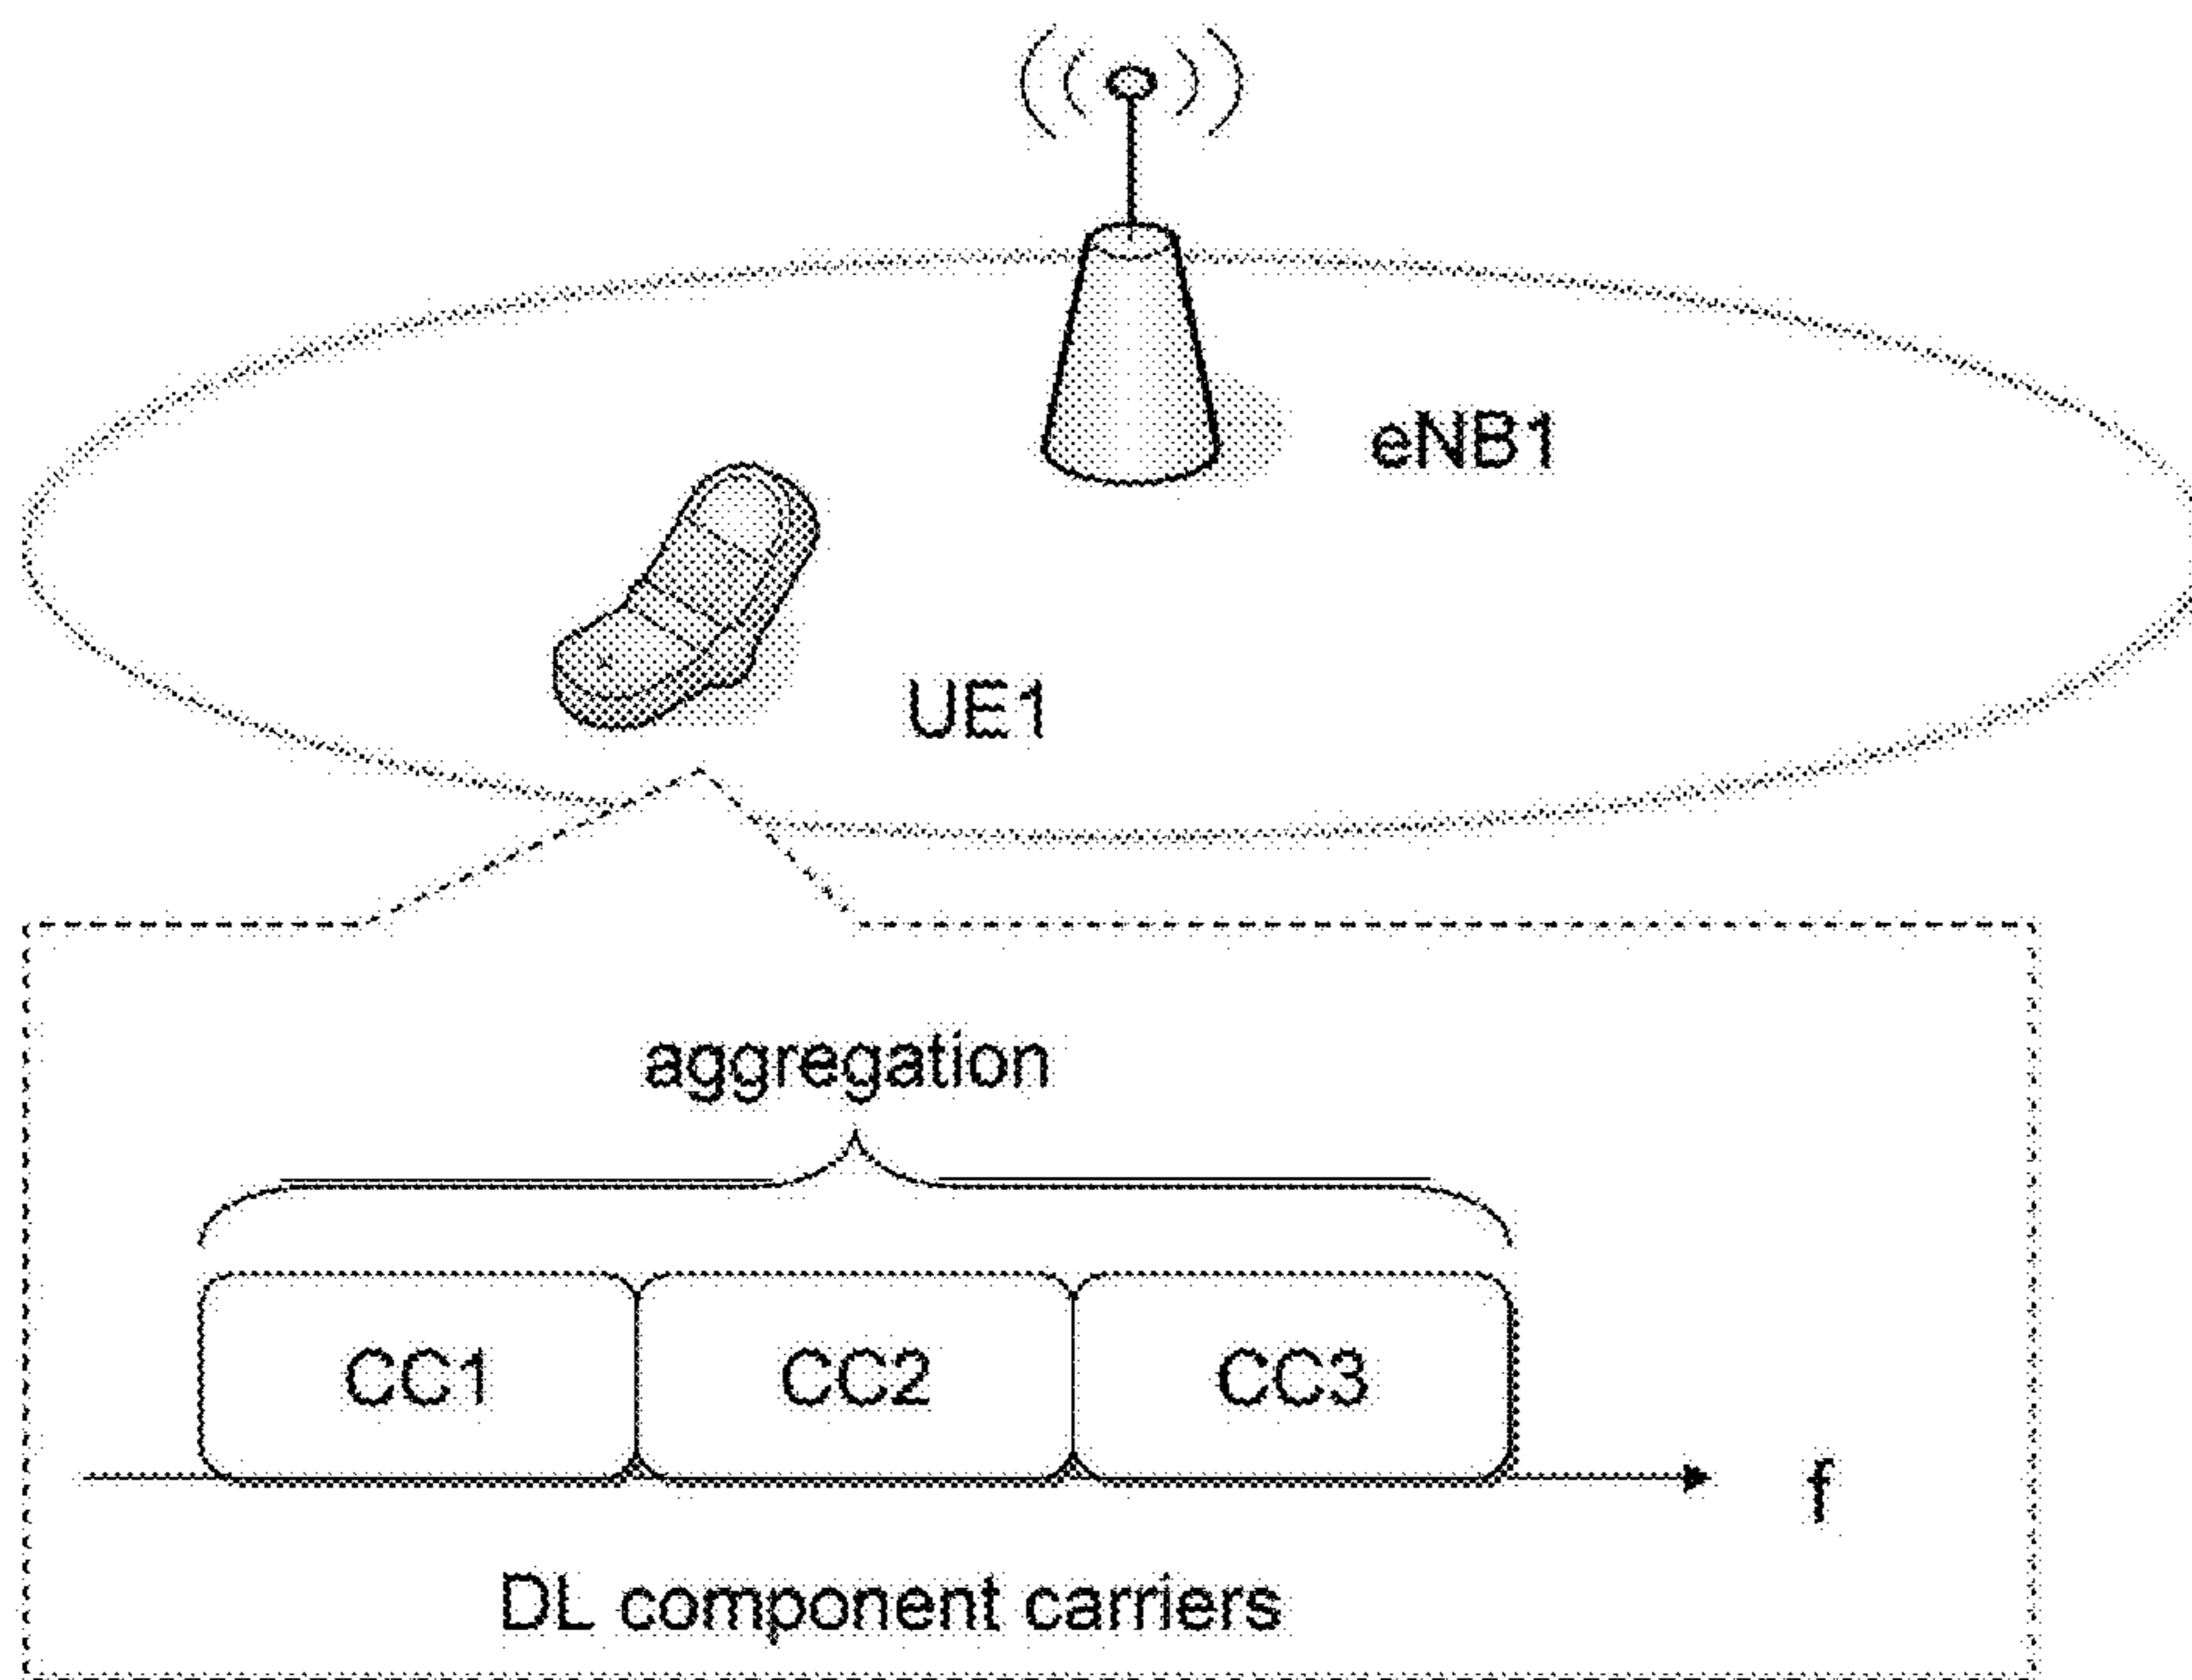 eNB1
UE1
aggregation
CC1 CC2 CC3
f
DL component carriers